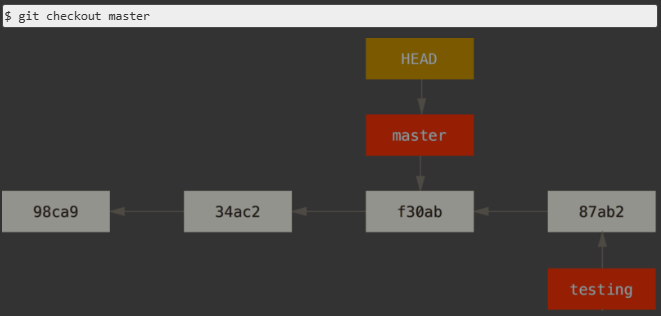 $ git checkout master
HEAD
master
98ca9 34ac2 f30ab 87ab2
testing